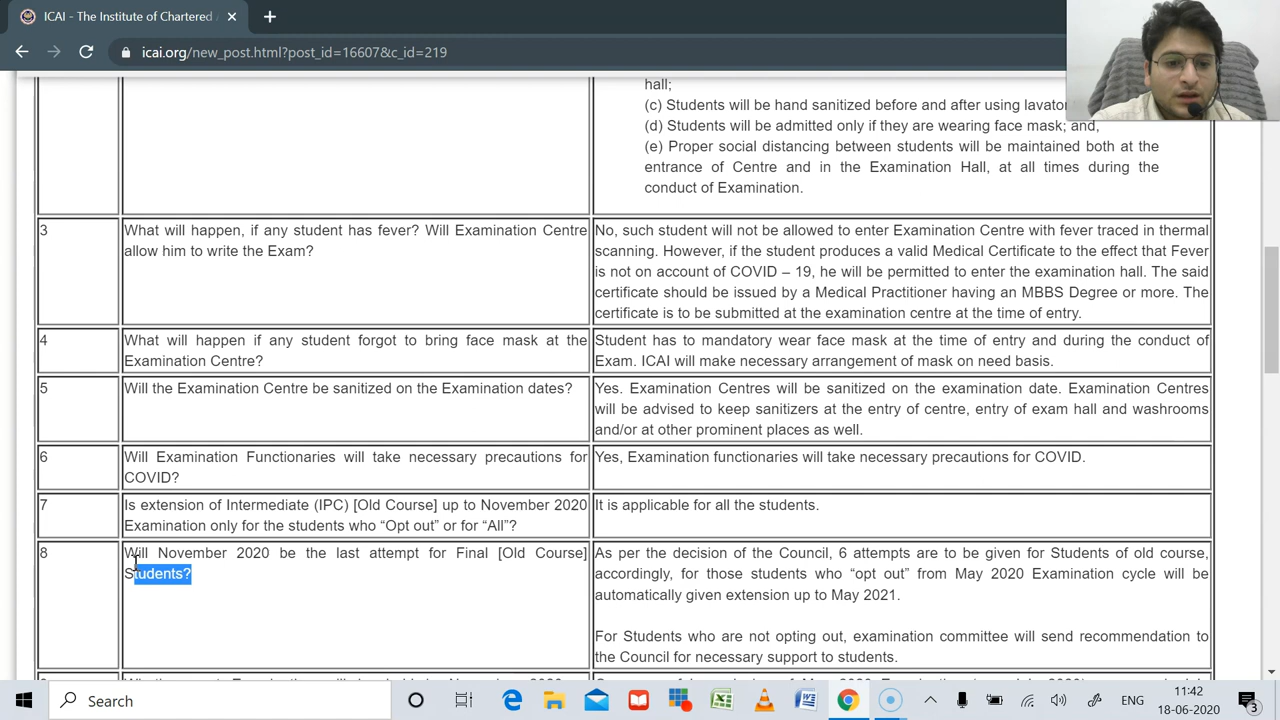 ICAI - The Institute of Chartered
icai.org/new_post.html?post_id=16607&c_id=219
hall;
(c) Students will be hand sanitized before and after using
(d) Students will be admitted only if they are wearing face mask; and,
(e) Proper social distancing between students will be maintained both at the
entrance of Centre and in the Examination Hall, at all times during the
conduct of Examination.
3
What will happen, if any student has fever? Will Examination Centre
allow him to write the Exam?
No, such student will not be allowed to enter Examination Centre with fever traced in thermal
scanning. However, if the student produces a valid Medical Certificate to the effect that Fever
is not on account of COVID – 19, he will be permitted to enter the examination hall. The said
certificate should be issued by a Medical Practitioner having an MBBS Degree or more. The
certificate is to be submitted at the examination centre at the time of entry.
4
What will happen if any student forgot to bring face mask at the
Examination Centre?
Student has to mandatory wear face mask at the time of entry and during the conduct of
Exam. ICAI will make necessary arrangement of mask on need basis.
5
Will the Examination Centre be sanitized on the Examination dates?
Yes. Examination Centres will be sanitized on the examination date. Examination Centres
will be advised to keep sanitizers at the entry of centre, entry of exam hall and washrooms
and/or at other prominent places as well.
6
Will Examination Functionaries will take necessary precautions for
COVID?
Yes, Examination functionaries will take necessary precautions for COVID.
7
Is extension of Intermediate (IPC) [Old Course] up to November 2020
Examination only for the students who “Opt out” or for “All”?
It is applicable for all the students.
8
Will November 2020 be the last attempt for Final [Old Course]
Students?
As per the decision of the Council, 6 attempts are to be given for Students of old course,
accordingly, for those students who “opt out” from May 2020 Examination cycle will be
automatically given extension up to May 2021.
For Students who are not opting out, examination committee will send recommendation to
the Council for necessary support to students.
Search
ENG
11:42
18-06-2020
3